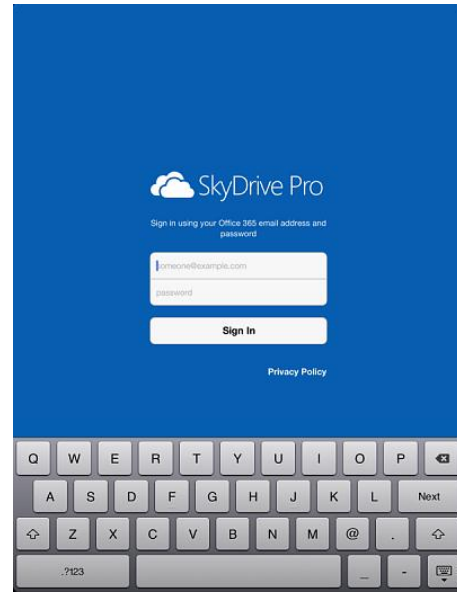 SkyDrive Pro
Sign in using your Office 365 email address and
password
someone@example.com
password
Sign In
Privacy Policy
Q W E R T Y U I O P
A S D F G H J K L Next
Z X C V B N M @ .
.?123 _ -